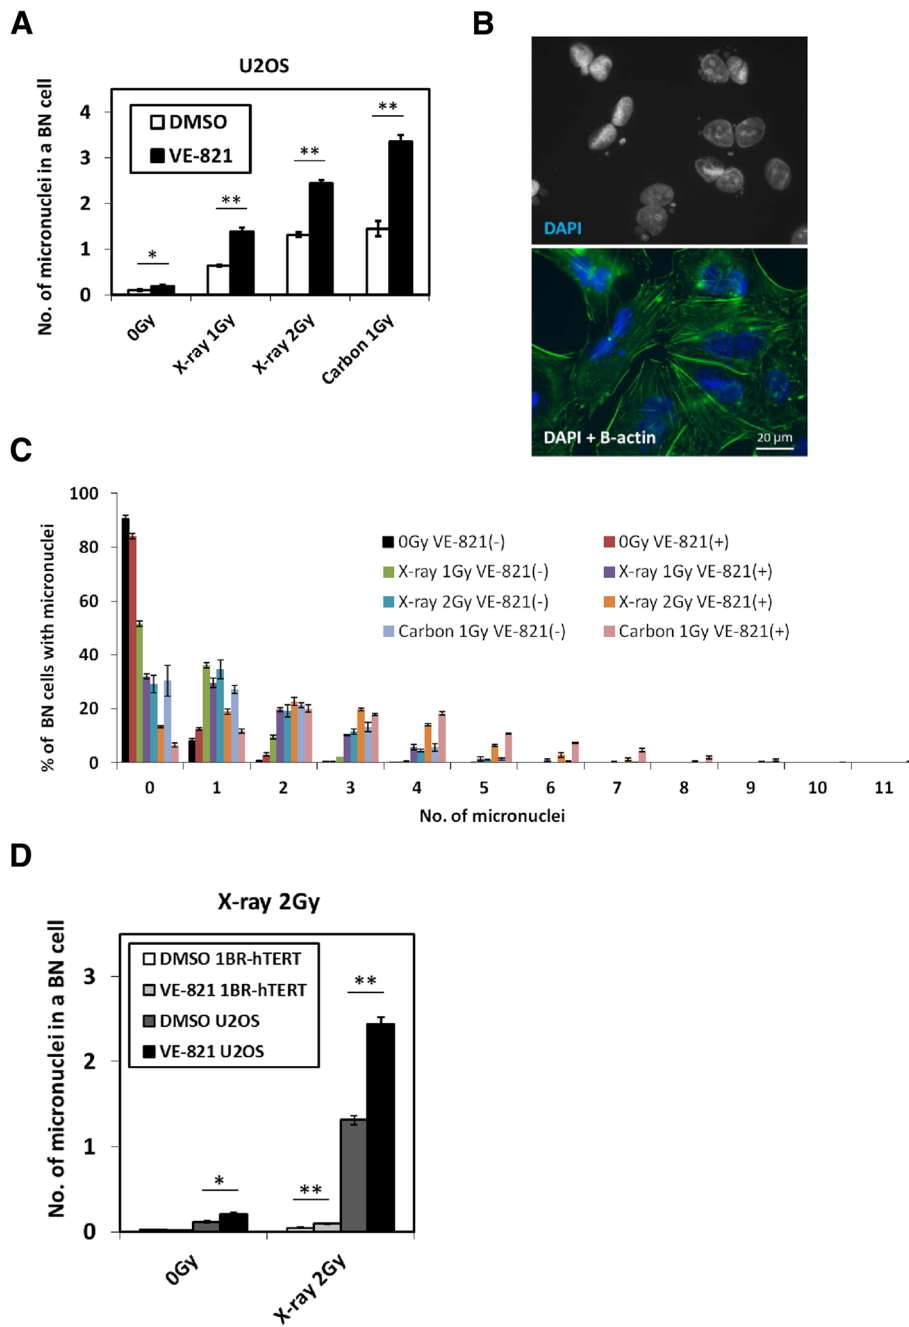 A
U2OS
No. of micronuclei in a BN cell
4
3
2
1
0
DMSO
VE-821
*
**
**
**
0Gy
X-ray 1Gy
X-ray 2Gy
Carbon 1Gy
B
DAPI
DAPI + B-actin
20 µm
C
% of BN cells with micronuclei
100
80
60
40
20
0
0Gy VE-821(-)
0Gy VE-821(+)
X-ray 1Gy VE-821(-)
X-ray 1Gy VE-821(+)
X-ray 2Gy VE-821(-)
X-ray 2Gy VE-821(+)
Carbon 1Gy VE-821(-)
Carbon 1Gy VE-821(+)
0 1 2 3 4 5 6 7 8 9 10 11
No. of micronuclei
D
X-ray 2Gy
No. of micronuclei in a BN cell
3
2
1
0
DMSO 1BR-hTERT
VE-821 1BR-hTERT
DMSO U2OS
VE-821 U2OS
*
**
**
0Gy
X-ray 2Gy